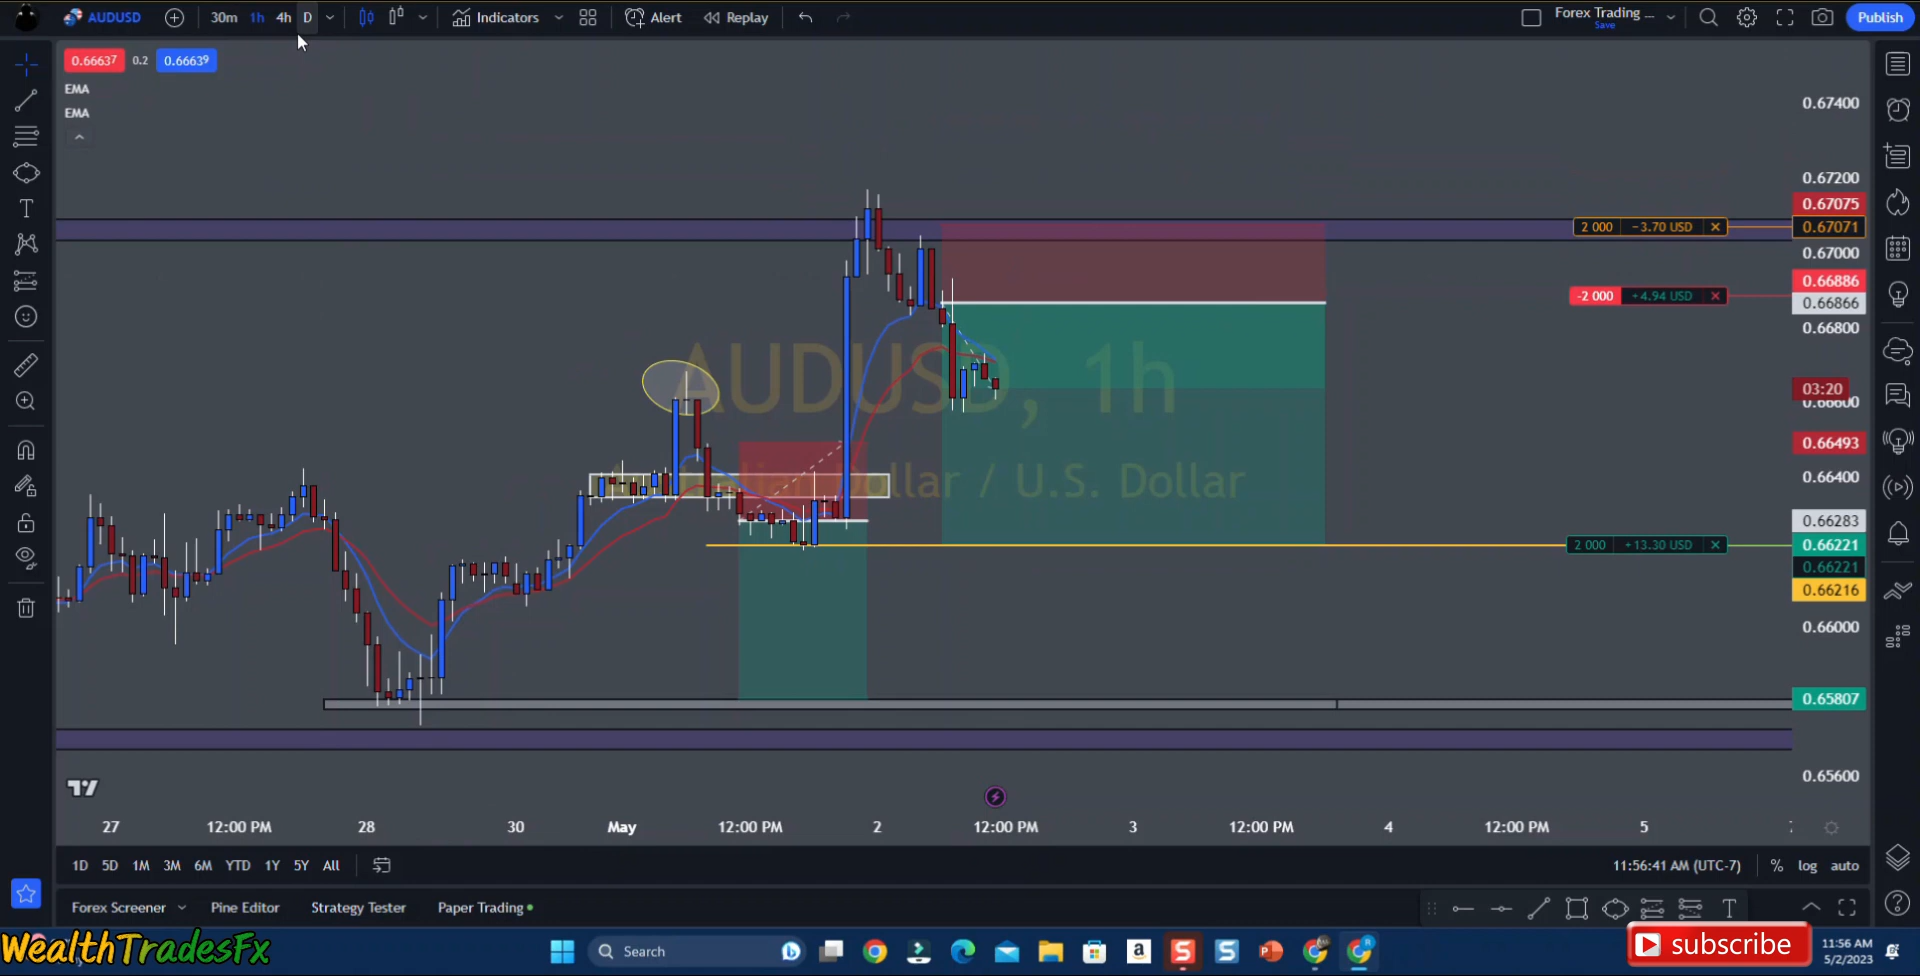 AUDUSD 30m 1h 4h D Indicators Alert Replay Forex Trading ... Save Publish
0.66637 0.2 0.66639
EMA
EMA
0.67400
0.67200
0.67075
2 000 −3.70 USD × 0.67071
0.67000
0.66886
-2 000 +4.94 USD ×
0.66866
0.66800
AUDUSD, 1h
03:20
0.66600
0.66493
Australian Dollar / U.S. Dollar
0.66400
0.66283
2 000 +13.30 USD × 0.66221
0.66221
0.66216
0.66000
0.65807
0.65600
27 12:00 PM 28 30 May 12:00 PM 2 12:00 PM 3 12:00 PM 4 12:00 PM 5
1D 5D 1M 3M 6M YTD 1Y 5Y All 11:56:41 AM (UTC-7) % log auto
Forex Screener Pine Editor Strategy Tester Paper Trading
WealthTradesFx
Search
subscribe
11:56 AM
5/2/2023